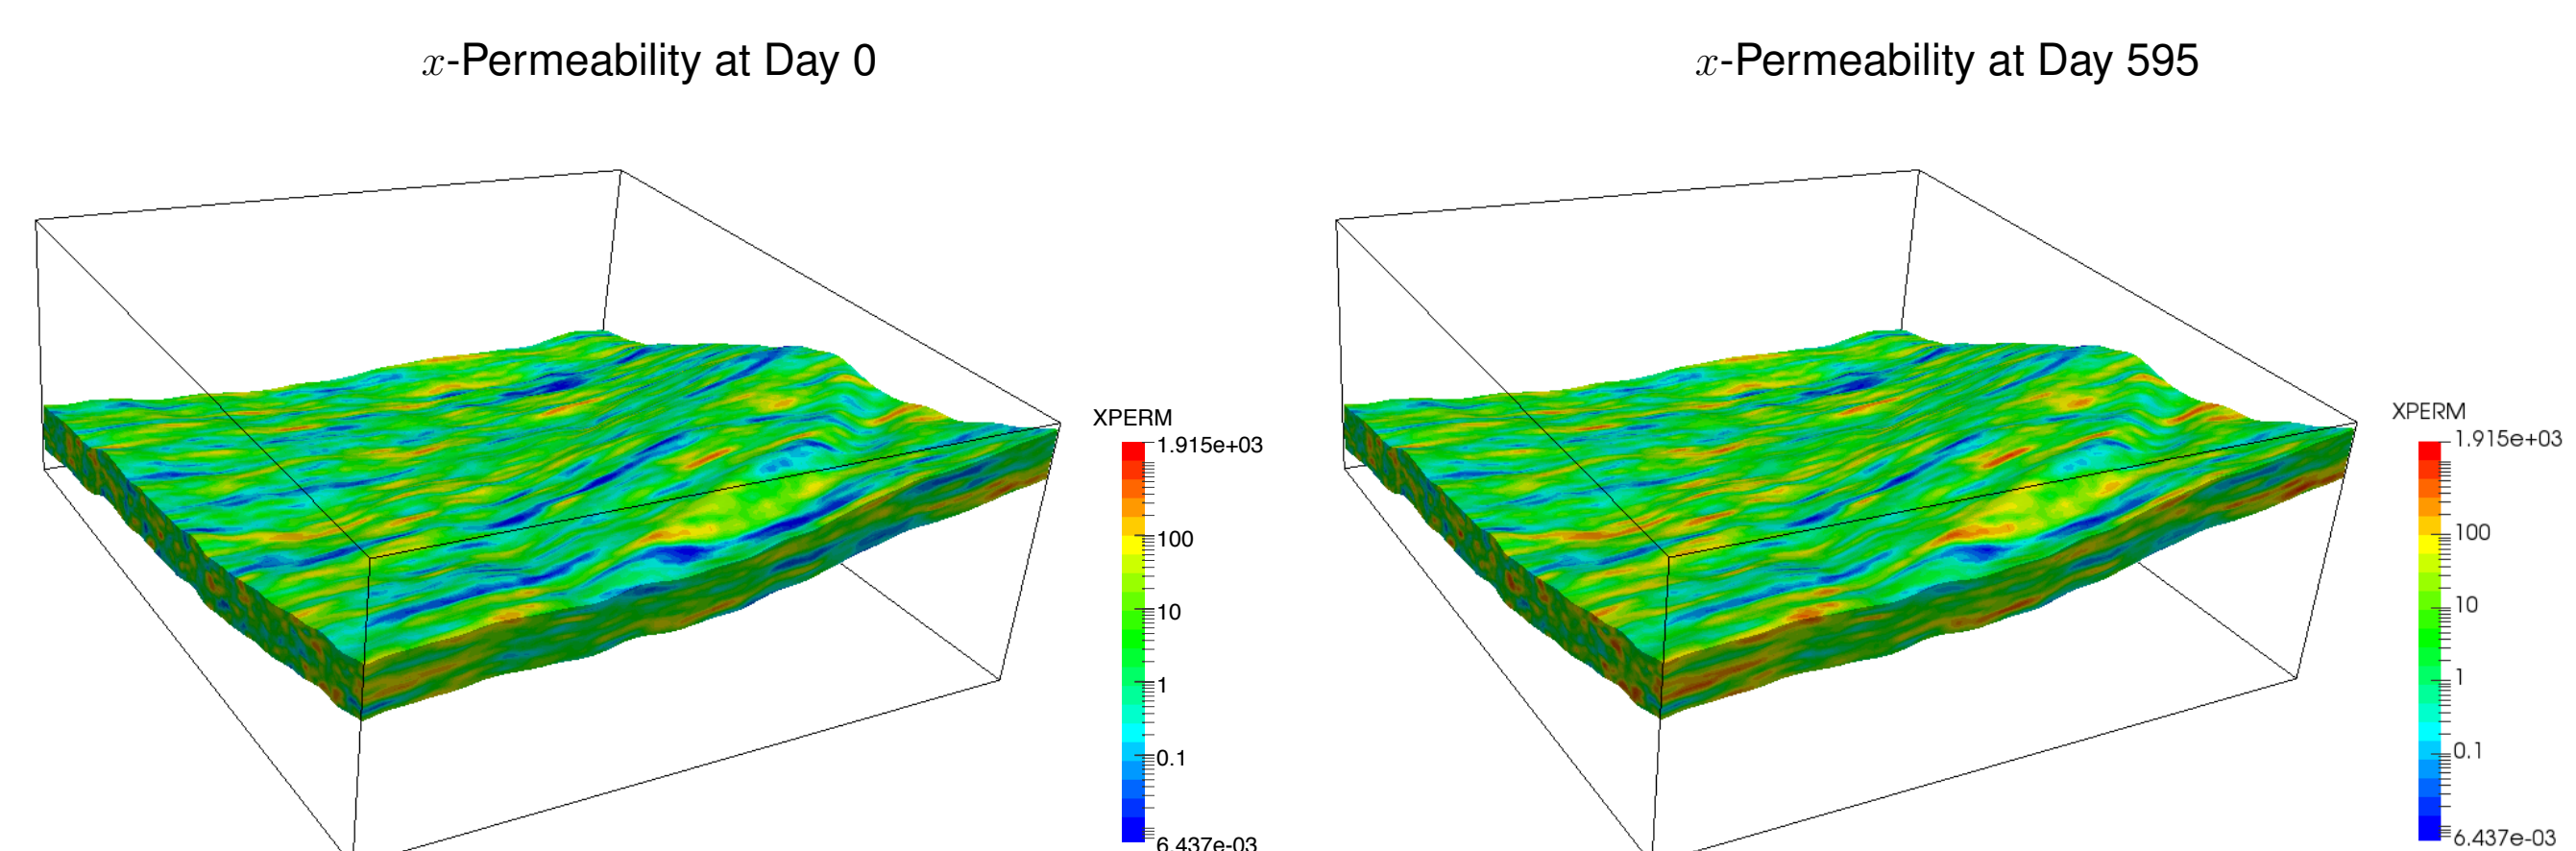 x-Permeability at Day 0
x-Permeability at Day 595
XPERM
1.915e+03
100
10
1
0.1
6.437e-03
XPERM
1.915e+03
100
10
1
0.1
6.437e-03